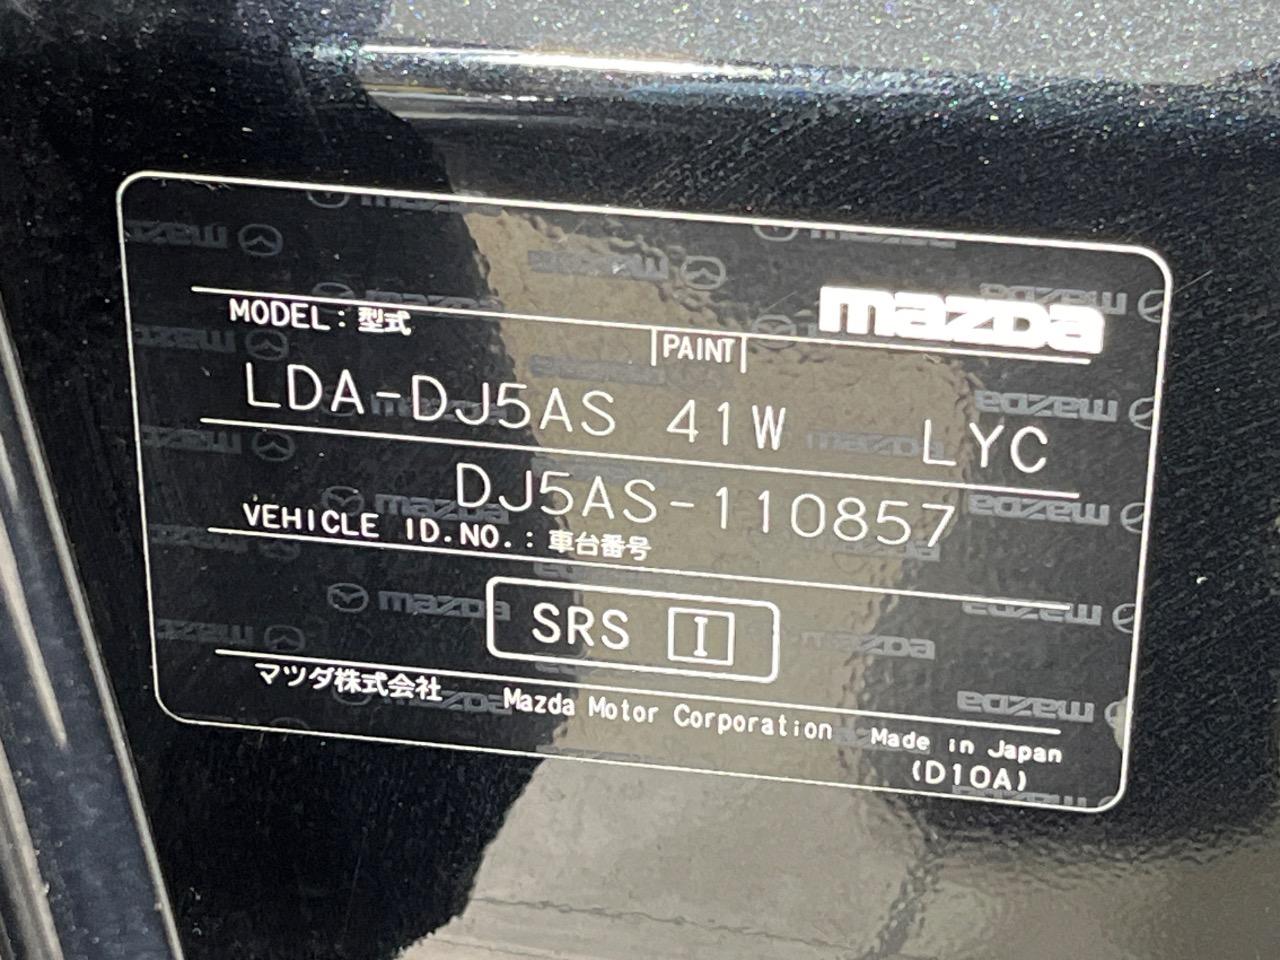 mazda
MODEL:型式
PAINT
LDA-DJ5AS 41W LYC
DJ5AS-110857
VEHICLE ID.NO.:車台番号
SRS I
マツダ株式会社 Mazda Motor Corporation Made in Japan
(D10A)